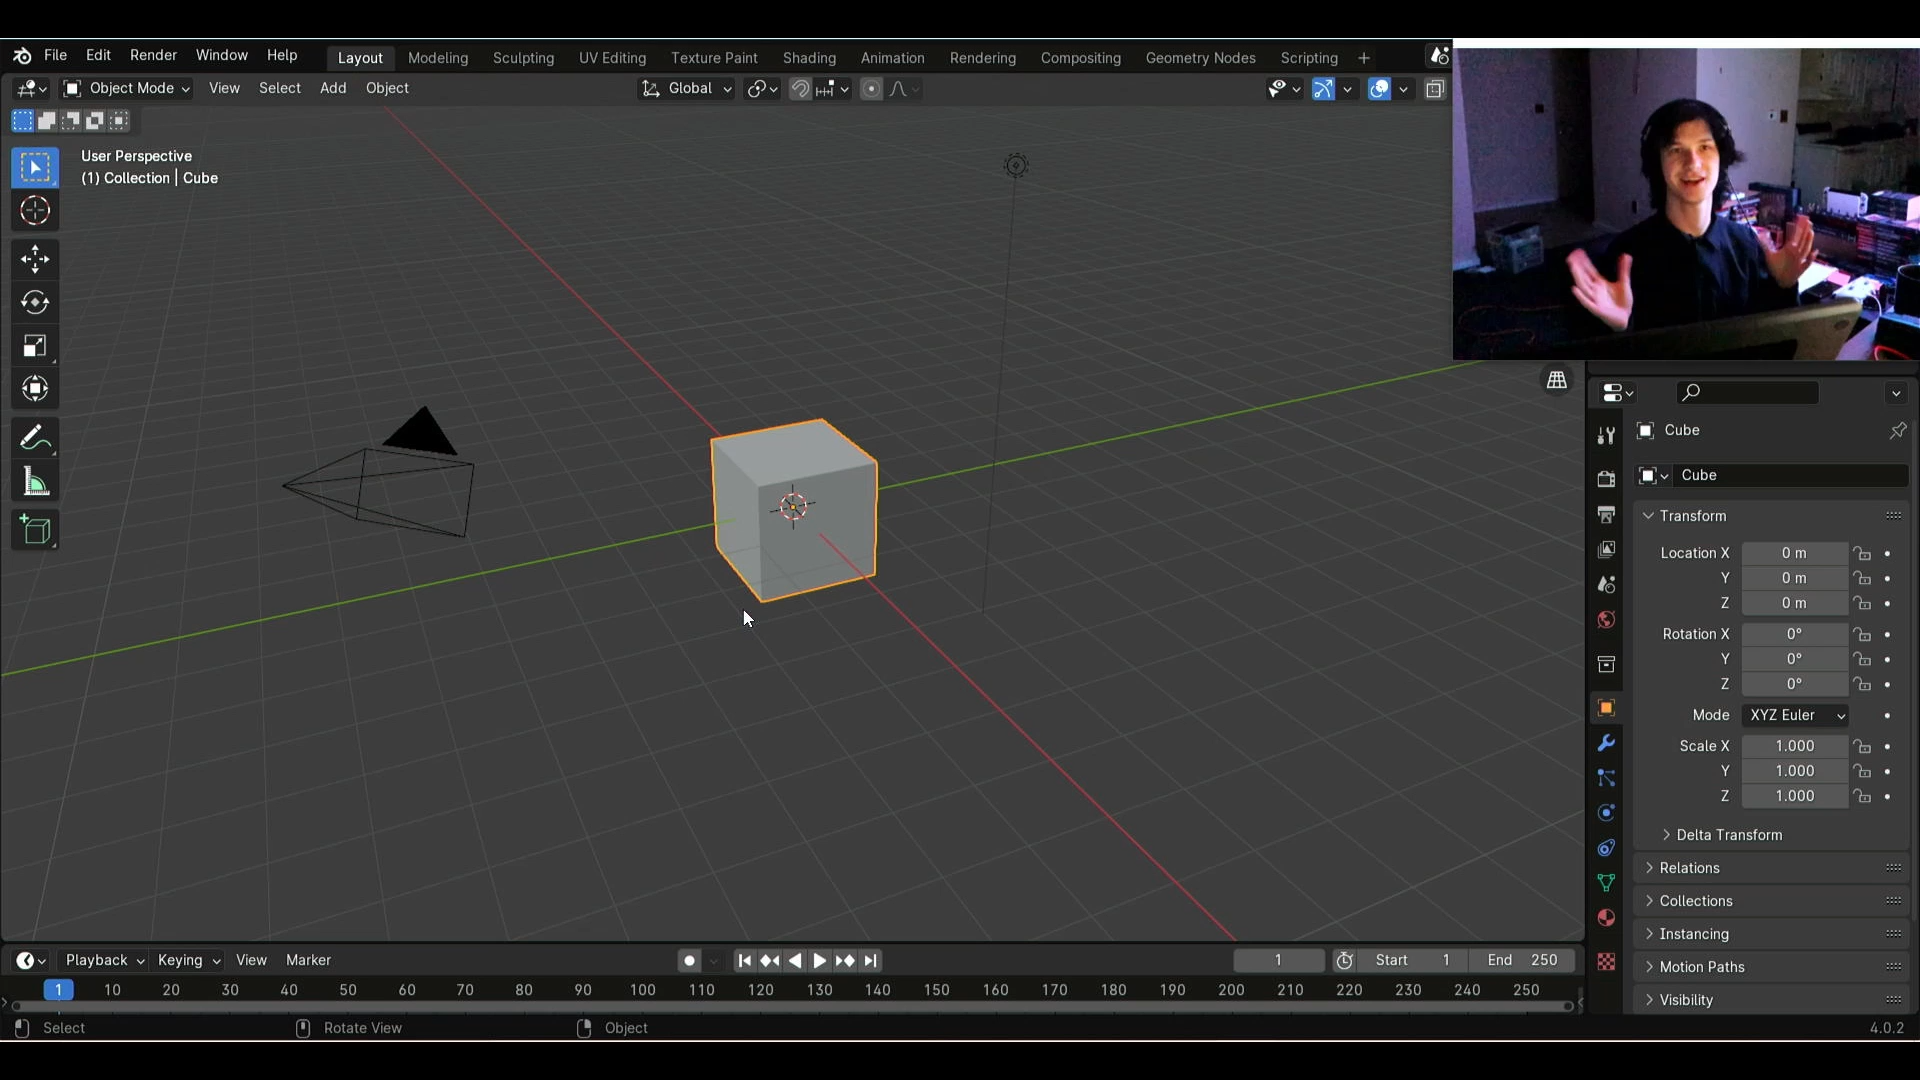 File Edit Render Window Help Layout Modeling Sculpting UV Editing Texture Paint Shading Animation Rendering Compositing Geometry Nodes Scripting +
Object Mode View Select Add Object Global
User Perspective
(1) Collection | Cube
Cube
Cube
Transform
Location X 0 m
Y 0 m
Z 0 m
Rotation X 0°
Y 0°
Z 0°
Mode XYZ Euler
Scale X 1.000
Y 1.000
Z 1.000
Delta Transform
Relations
Collections
Instancing
Motion Paths
Visibility
Playback Keying View Marker 1 Start 1 End 250
1 10 20 30 40 50 60 70 80 90 100 110 120 130 140 150 160 170 180 190 200 210 220 230 240 250
Select Rotate View Object 4.0.2